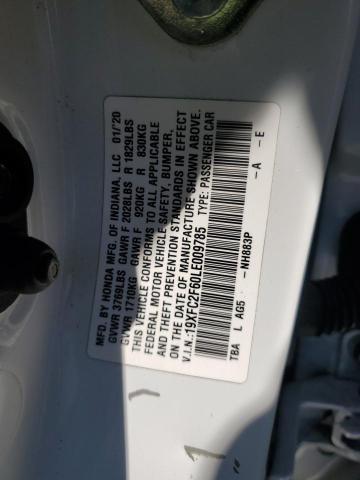 MFD. BY HONDA MFG. OF INDIANA, LLC 01/20
GVWR 3769LBS GAWR F 2028LBS R 1829LBS
GVWR 1710KG GAWR F 920KG R 830KG
THIS VEHICLE CONFORMS TO ALL APPLICABLE
FEDERAL MOTOR VEHICLE SAFETY, BUMPER,
AND THEFT PREVENTION STANDARDS IN EFFECT
ON THE DATE OF MANUFACTURE SHOWN ABOVE.
V.I.N.:19XFC2F60LE009785 TYPE: PASSENGER CAR
TBA L AG5 -NH883P -A -E